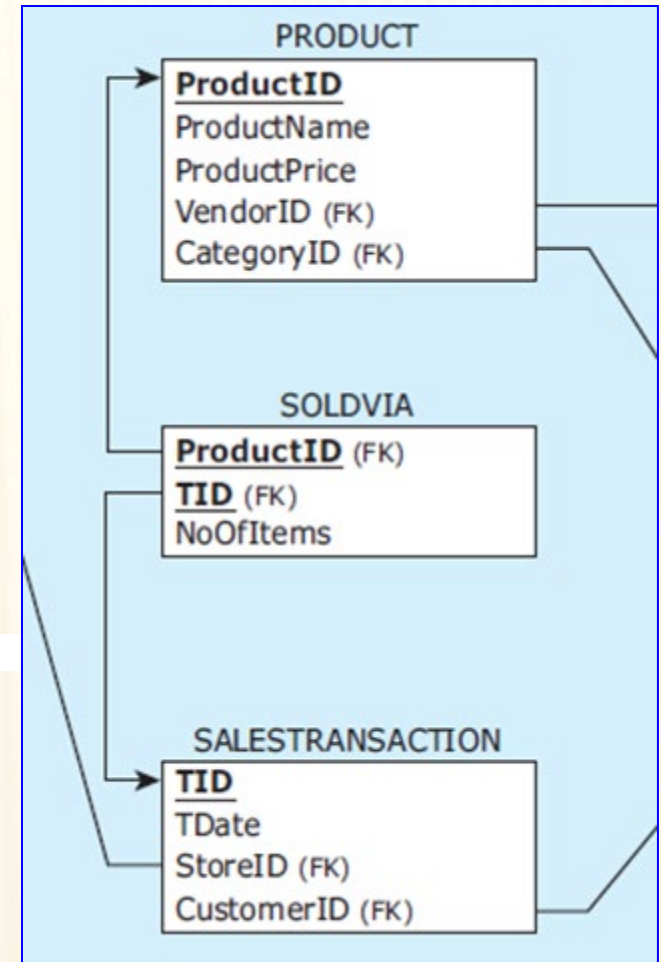 PRODUCT
ProductID
ProductName
ProductPrice
VendorID (FK)
CategoryID (FK)
SOLDVIA
ProductID (FK)
TID (FK)
NoOfItems
SALESTRANSACTION
TID
TDate
StoreID (FK)
CustomerID (FK)